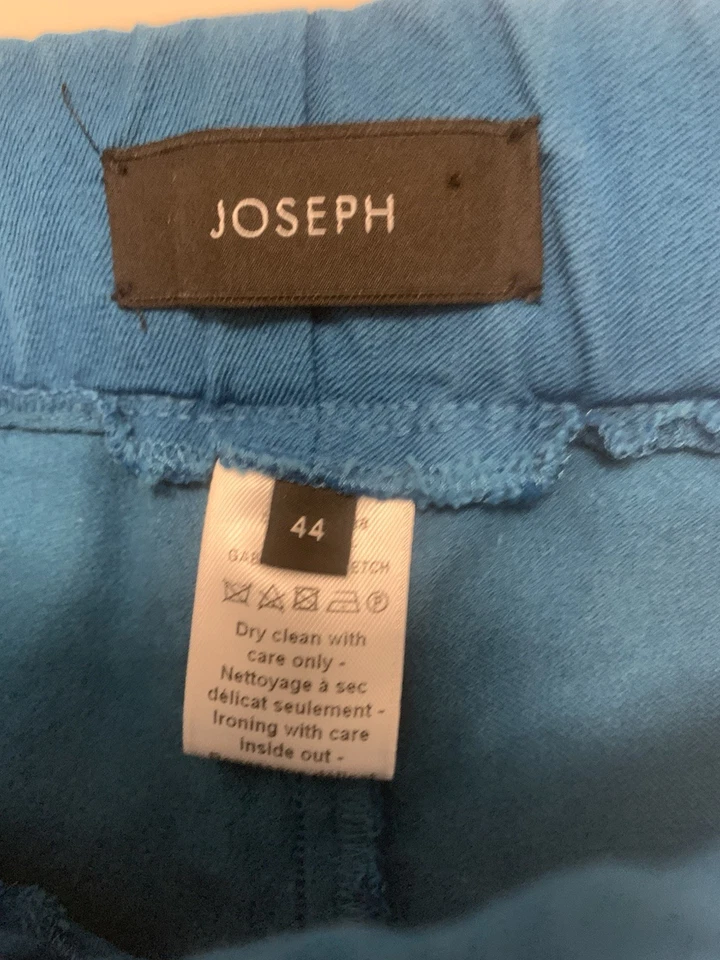 JOSEPH
44
Dry clean with
care only -
Nettoyage à sec
délicat seulement -
Ironing with care
inside out -